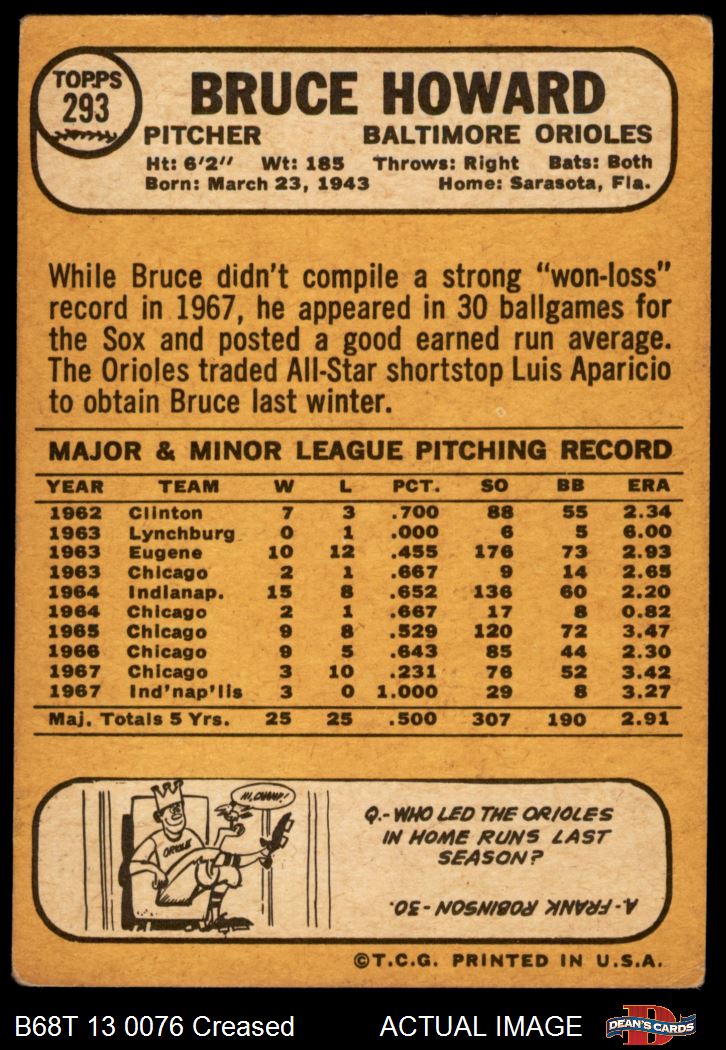 TOPPS
293
BRUCE HOWARD
PITCHER BALTIMORE ORIOLES
Ht: 6'2" Wt: 185 Throws: Right Bats: Both
Born: March 23, 1943 Home: Sarasota, Fla.
While Bruce didn't compile a strong "won-loss"
record in 1967, he appeared in 30 ballgames for
the Sox and posted a good earned run average.
The Orioles traded All-Star shortstop Luis Aparicio
to obtain Bruce last winter.
MAJOR & MINOR LEAGUE PITCHING RECORD
YEAR TEAM W L PCT. SO BB ERA
1962 Clinton 7 3 .700 88 55 2.34
1963 Lynchburg 0 1 .000 6 5 6.00
1963 Eugene 10 12 .455 176 73 2.93
1963 Chicago 2 1 .667 9 14 2.65
1964 Indianap. 15 8 .652 136 60 2.20
1964 Chicago 2 1 .667 17 8 0.82
1965 Chicago 9 8 .529 120 72 3.47
1966 Chicago 9 5 .643 85 44 2.30
1967 Chicago 3 10 .231 76 52 3.42
1967 Ind'nap'lis 3 0 1.000 29 8 3.27
Maj. Totals 5 Yrs. 25 25 .500 307 190 2.91
HI, CHAMP!
ORIOLE
Q.-WHO LED THE ORIOLES
IN HOME RUNS LAST
SEASON?
A-FRANK ROBINSON-30.
©T.C.G. PRINTED IN U.S.A.
B68T 13 0076 Creased ACTUAL IMAGE
DEAN'S CARDS